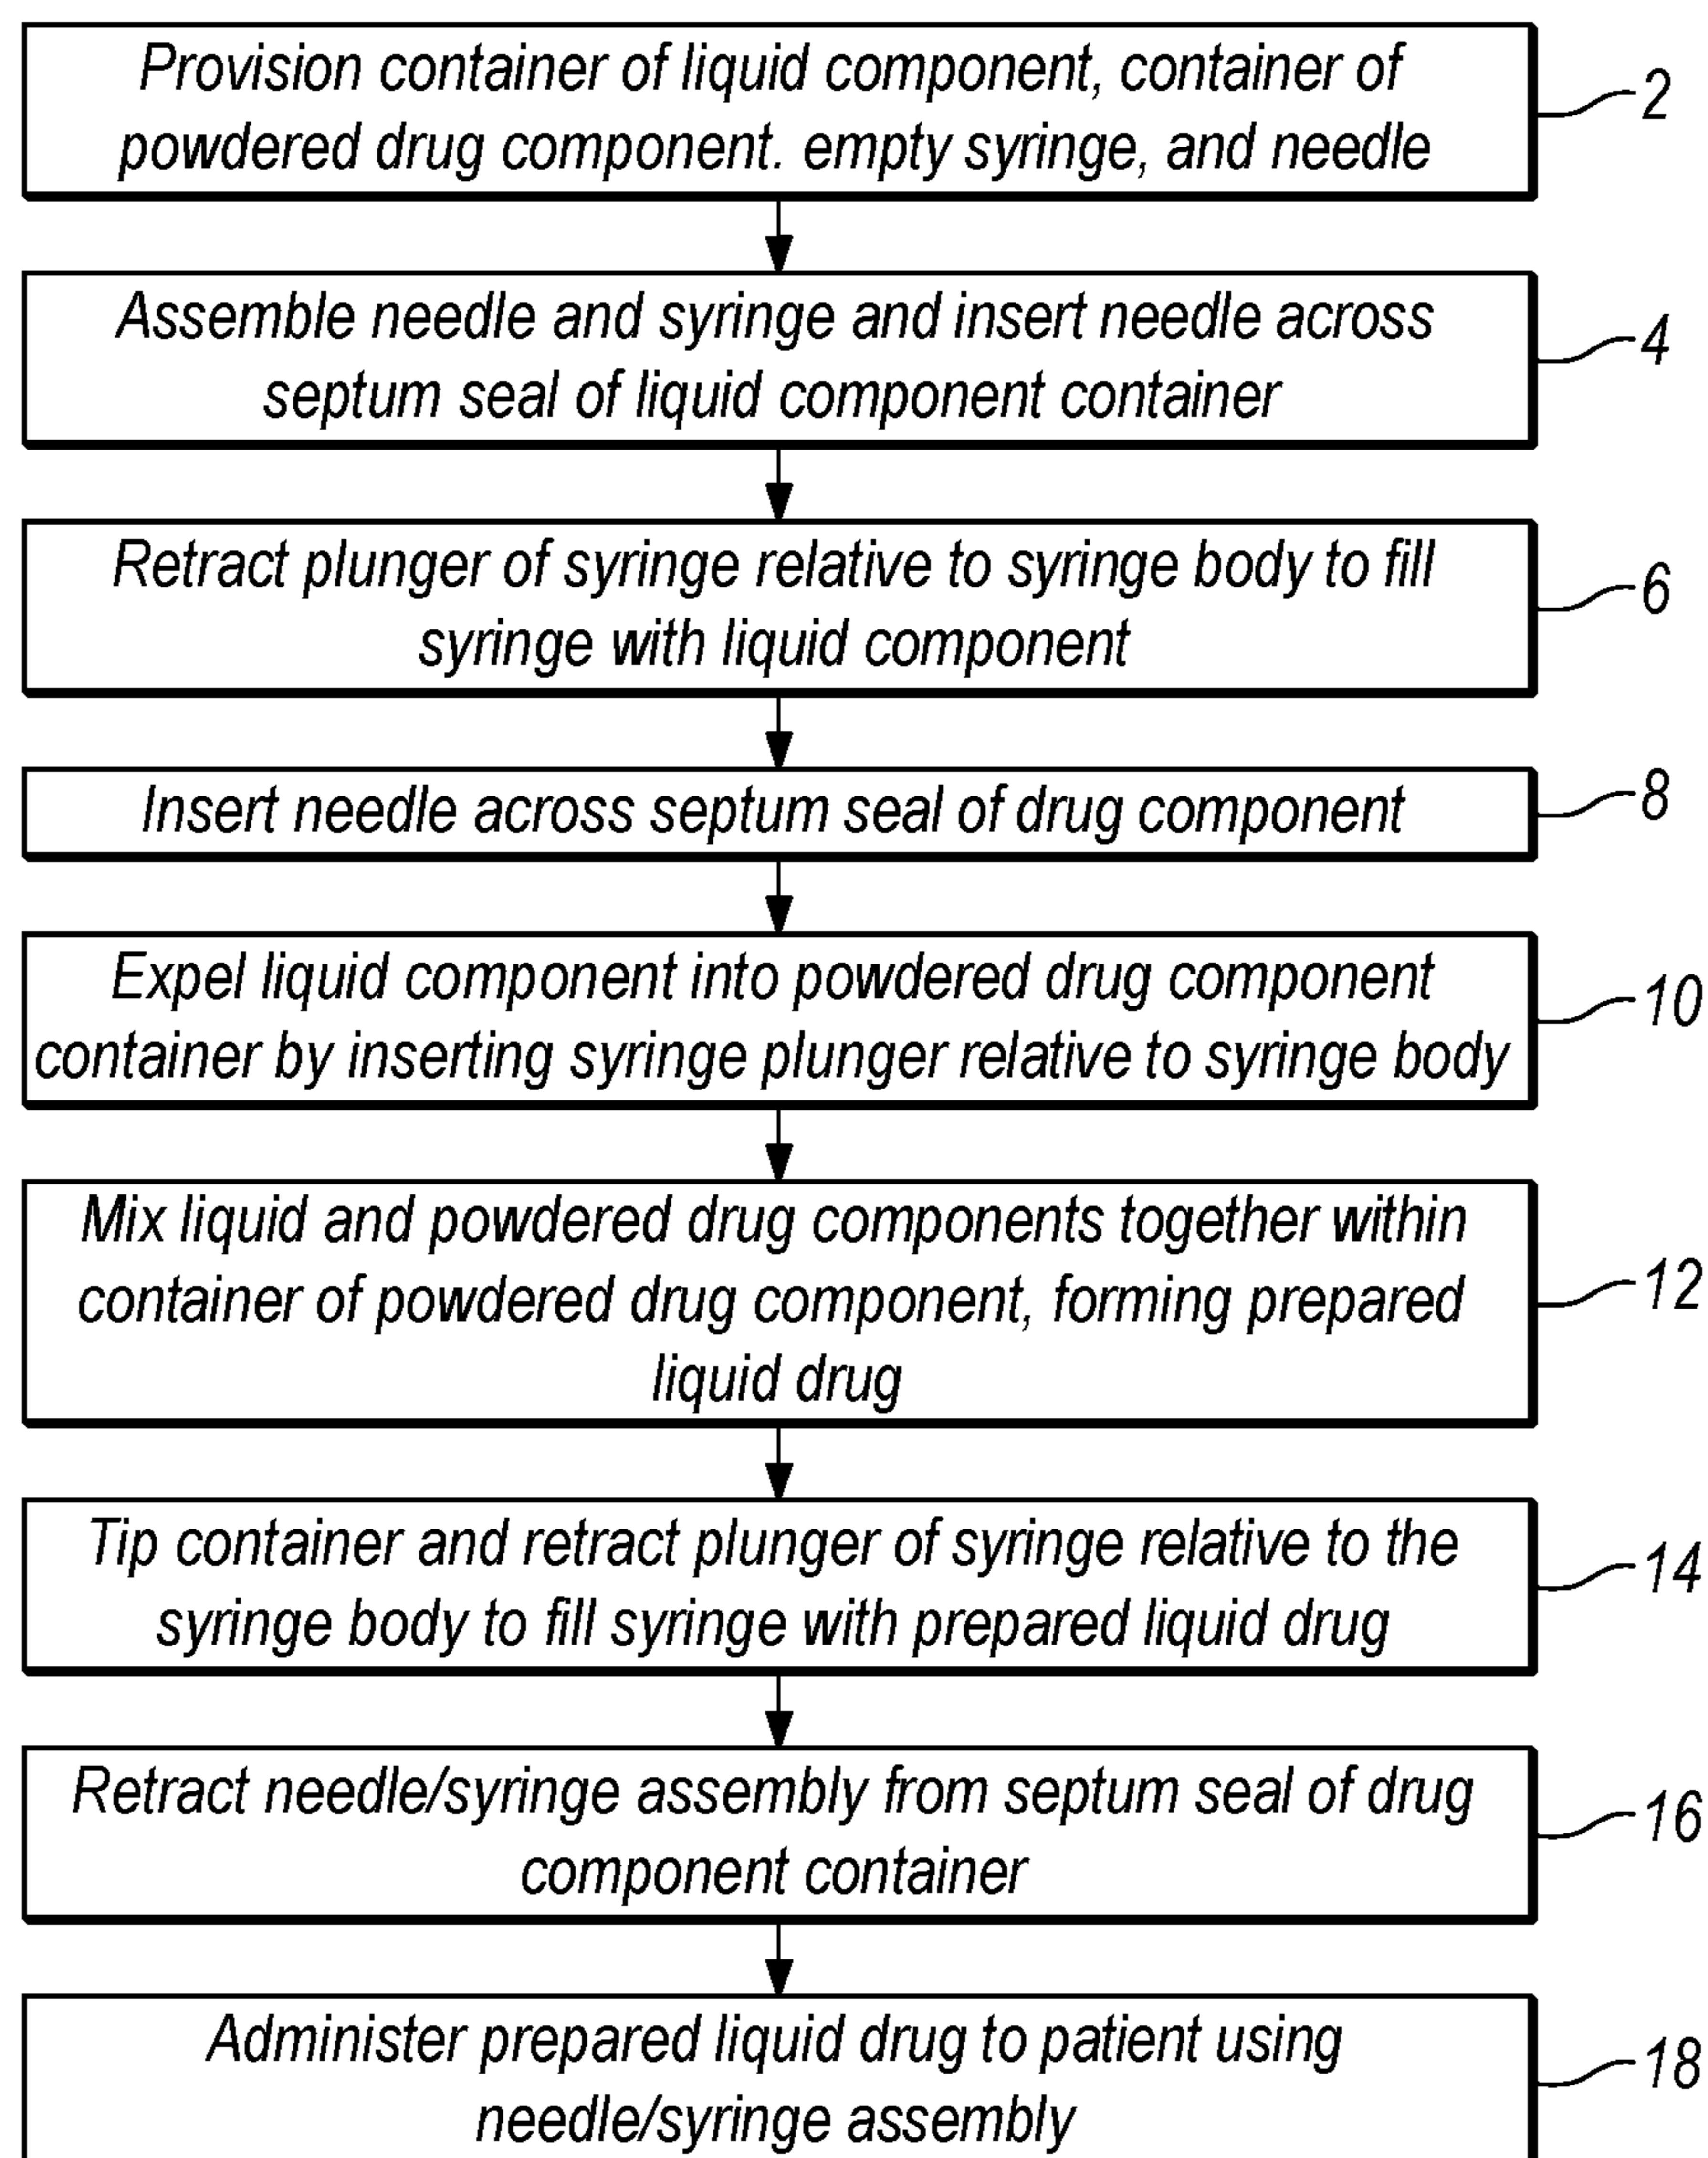 Provision container of liquid component, container of
powdered drug component. empty syringe, and needle
2
Assemble needle and syringe and insert needle across
septum seal of liquid component container
4
Retract plunger of syringe relative to syringe body to fill
syringe with liquid component
6
Insert needle across septum seal of drug component
8
Expel liquid component into powdered drug component
container by inserting syringe plunger relative to syringe body
10
Mix liquid and powdered drug components together within
container of powdered drug component, forming prepared
liquid drug
12
Tip container and retract plunger of syringe relative to the
syringe body to fill syringe with prepared liquid drug
14
Retract needle/syringe assembly from septum seal of drug
component container
16
Administer prepared liquid drug to patient using
needle/syringe assembly
18